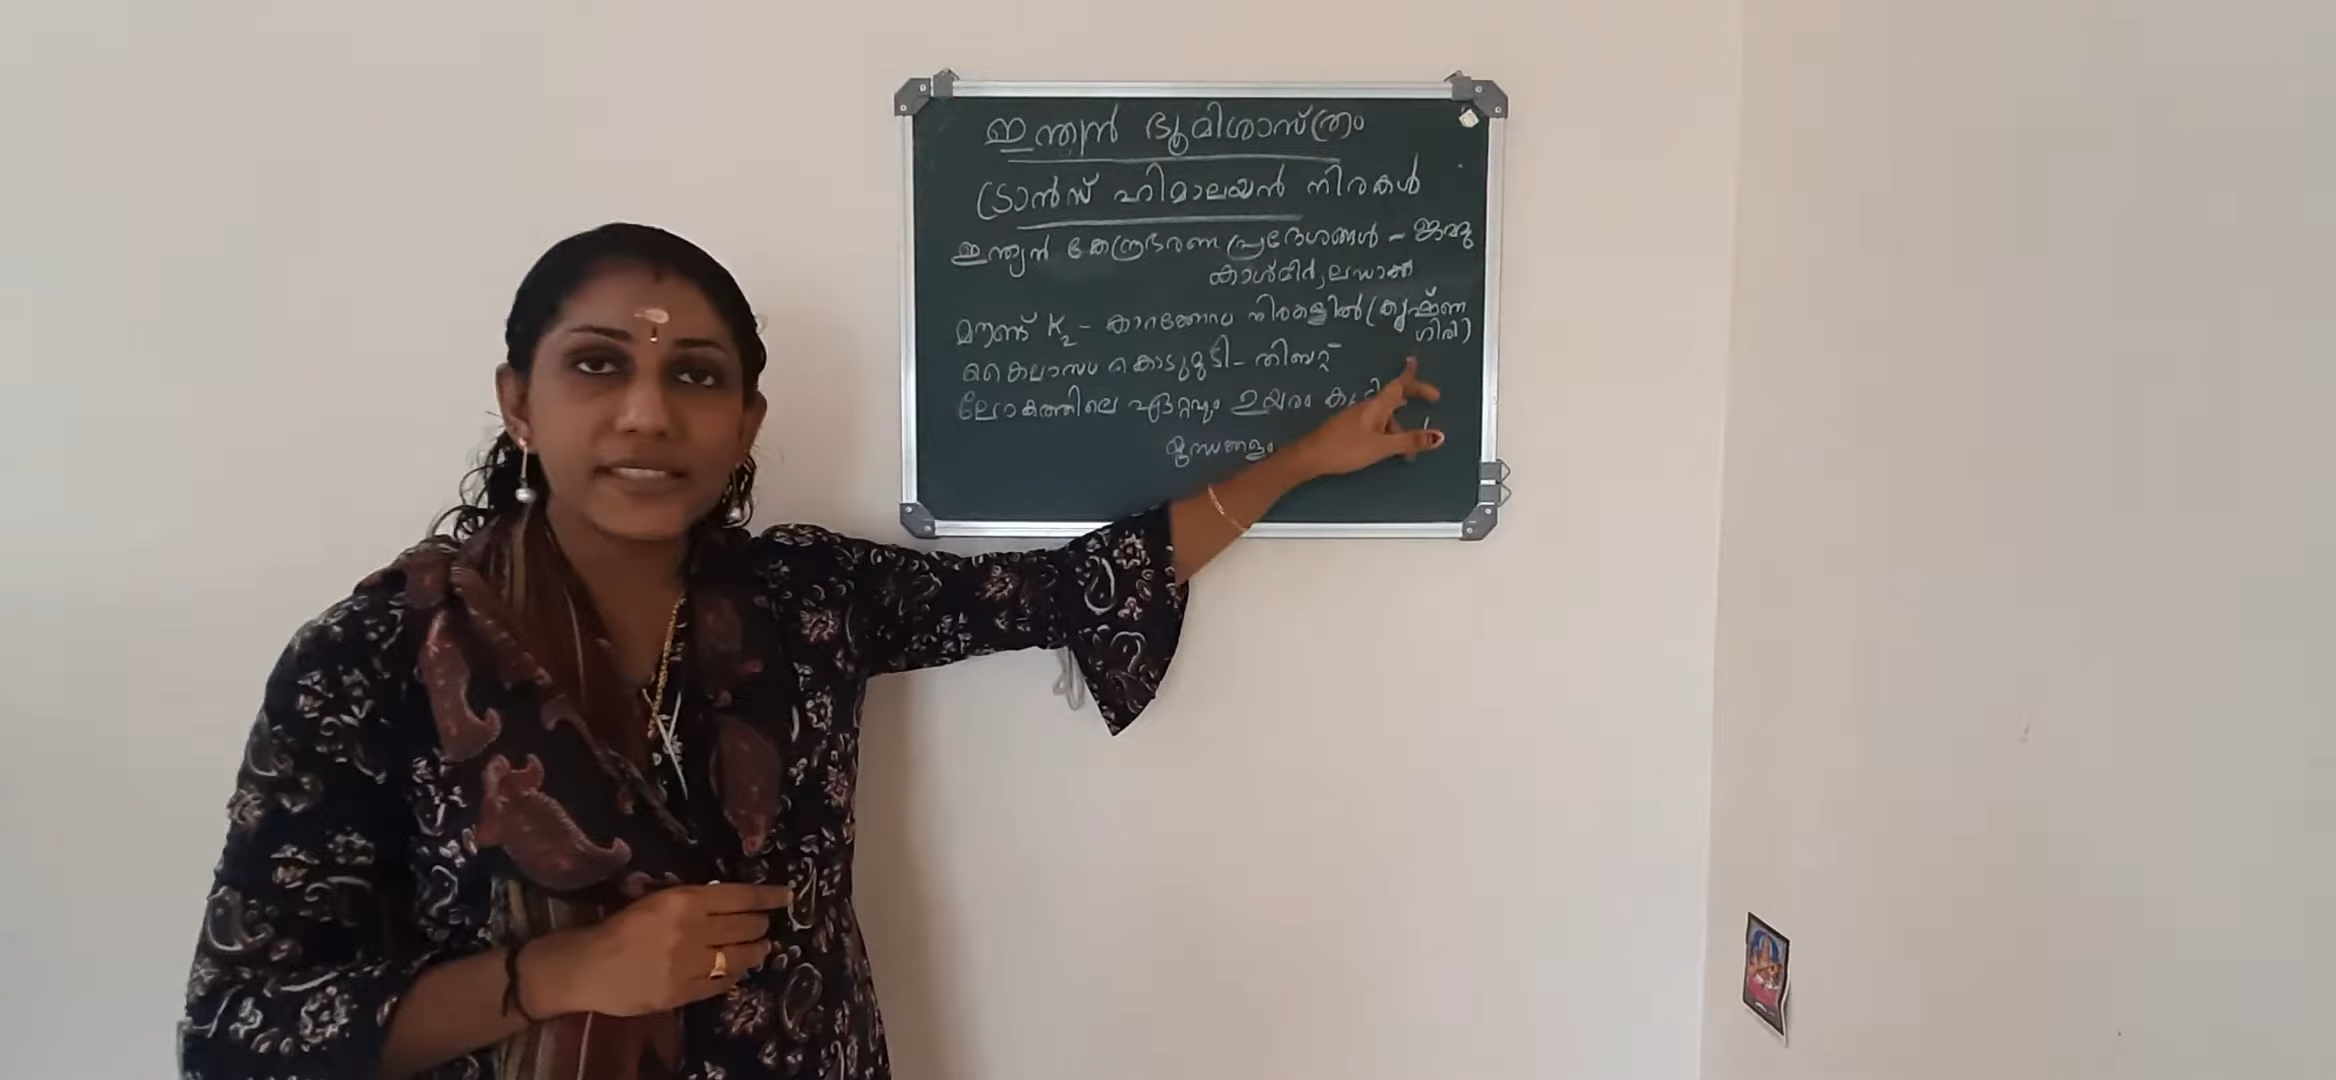 ഇന്ത്യൻ ഭൂമിശാസ്ത്രം
ട്രാൻസ് ഹിമാലയൻ നിരകൾ
ഇന്ത്യൻ കേന്ദ്രഭരണ പ്രദേശങ്ങൾ - ജമ്മു
കാശ്മീർ, ലഡാക്ക്
മൗണ്ട് K2 - കാറക്കോറം നിരകളിൽ (കൃഷ്ണ
ഗിരി)
കൈലാസം കൊടുമുടി - തിബറ്റ്
ലോകത്തിലെ ഏറ്റവും ഉയരം